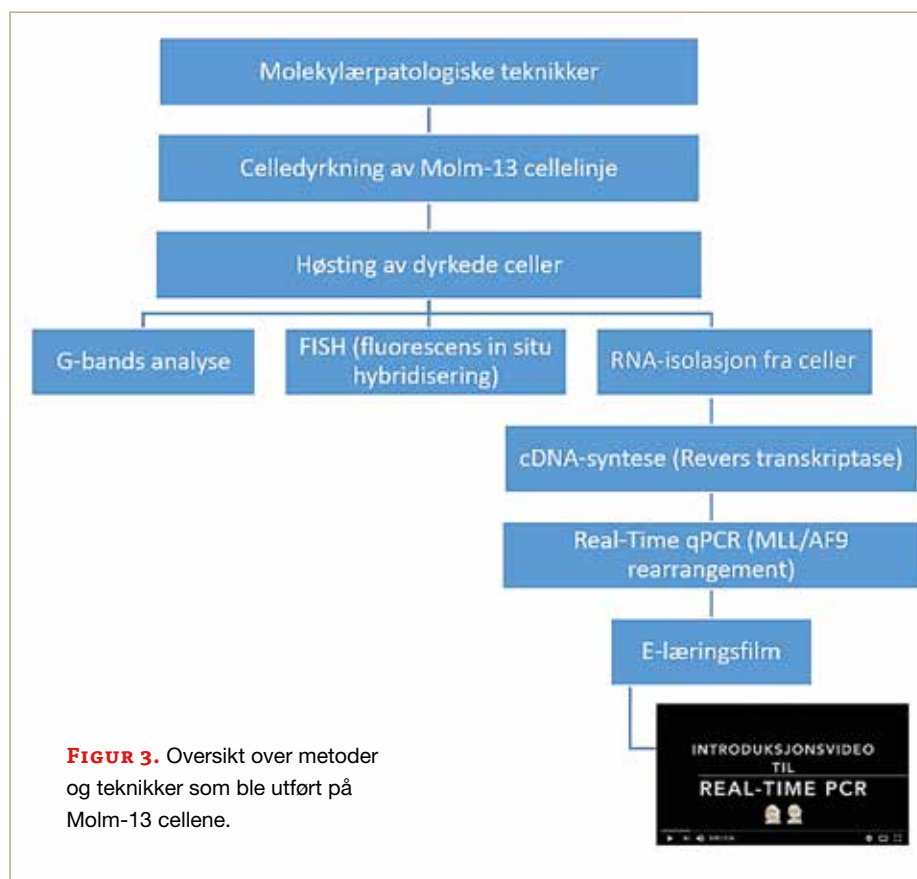 Molekylærpatologiske teknikker
Celledyrkning av Molm-13 cellelinje
Høsting av dyrkede celler
G-bands analyse
FISH (fluorescens in situ
hybridisering)
RNA-isolasjon fra celler
cDNA-syntese (Revers transkriptase)
Real-Time qPCR (MLL/AF9
rearrangement)
E-læringsfilm
INTRODUKSJONSVIDEO
TIL
REAL-TIME PCR
FIGUR 3. Oversikt over metoder
og teknikker som ble utført på
Molm-13 cellene.